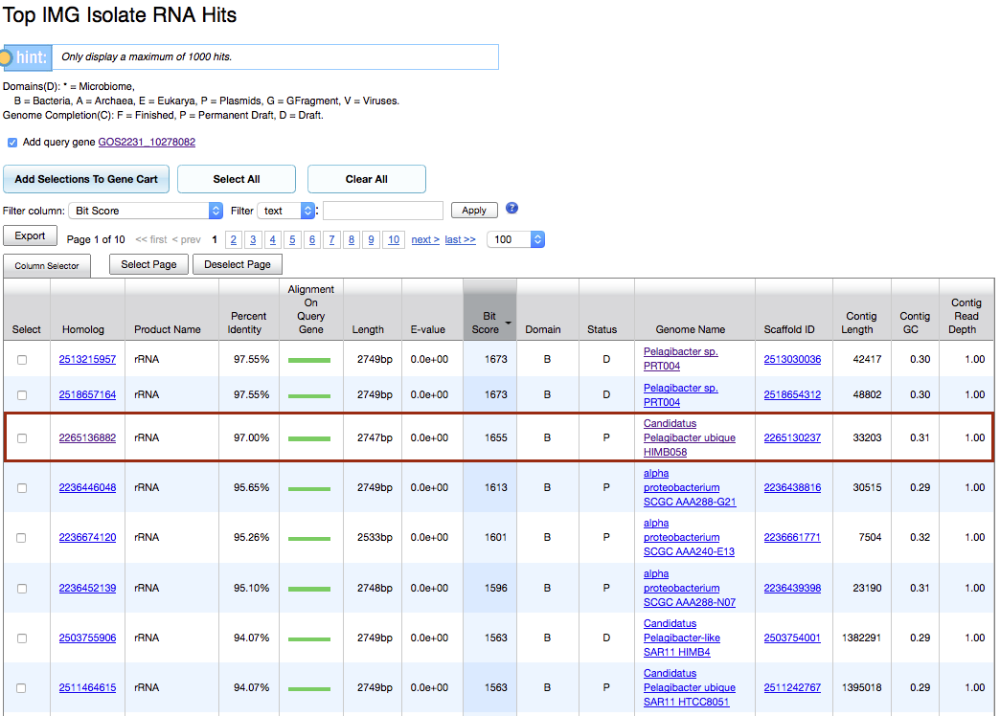 Top IMG Isolate RNA Hits
hint: Only display a maximum of 1000 hits.
Domains(D): * = Microbiome,
B = Bacteria, A = Archaea, E = Eukarya, P = Plasmids, G = GFragment, V = Viruses.
Genome Completion(C): F = Finished, P = Permanent Draft, D = Draft.
Add query gene GOS2231_10278082
Add Selections To Gene Cart Select All Clear All
Filter column: Bit Score Filter text : Apply ?
Export Page 1 of 10 << first < prev 1 2 3 4 5 6 7 8 9 10 next > last >> 100
Column Selector Select Page Deselect Page
Select Homolog Product Name Percent Identity Alignment On Query Gene Length E-value Bit Score Domain Status Genome Name Scaffold ID Contig Length Contig GC Contig Read Depth
2513215957 rRNA 97.55% 2749bp 0.0e+00 1673 B D Pelagibacter sp. PRT004 2513030036 42417 0.30 1.00
2518657164 rRNA 97.55% 2749bp 0.0e+00 1673 B D Pelagibacter sp. PRT004 2518654312 48802 0.30 1.00
2265136882 rRNA 97.00% 2747bp 0.0e+00 1655 B P Candidatus Pelagibacter ubique HIMB058 2265130237 33203 0.31 1.00
2236446048 rRNA 95.65% 2749bp 0.0e+00 1613 B P alpha proteobacterium SCGC AAA288-G21 2236438816 30515 0.29 1.00
2236674120 rRNA 95.26% 2533bp 0.0e+00 1601 B P alpha proteobacterium SCGC AAA240-E13 2236661771 7504 0.32 1.00
2236452139 rRNA 95.10% 2748bp 0.0e+00 1596 B P alpha proteobacterium SCGC AAA288-N07 2236439398 23190 0.31 1.00
2503755906 rRNA 94.07% 2749bp 0.0e+00 1563 B D Candidatus Pelagibacter-like SAR11 HIMB4 2503754001 1382291 0.29 1.00
2511464615 rRNA 94.07% 2749bp 0.0e+00 1563 B P Candidatus Pelagibacter ubique SAR11 HTCC8051 2511242767 1395018 0.29 1.00